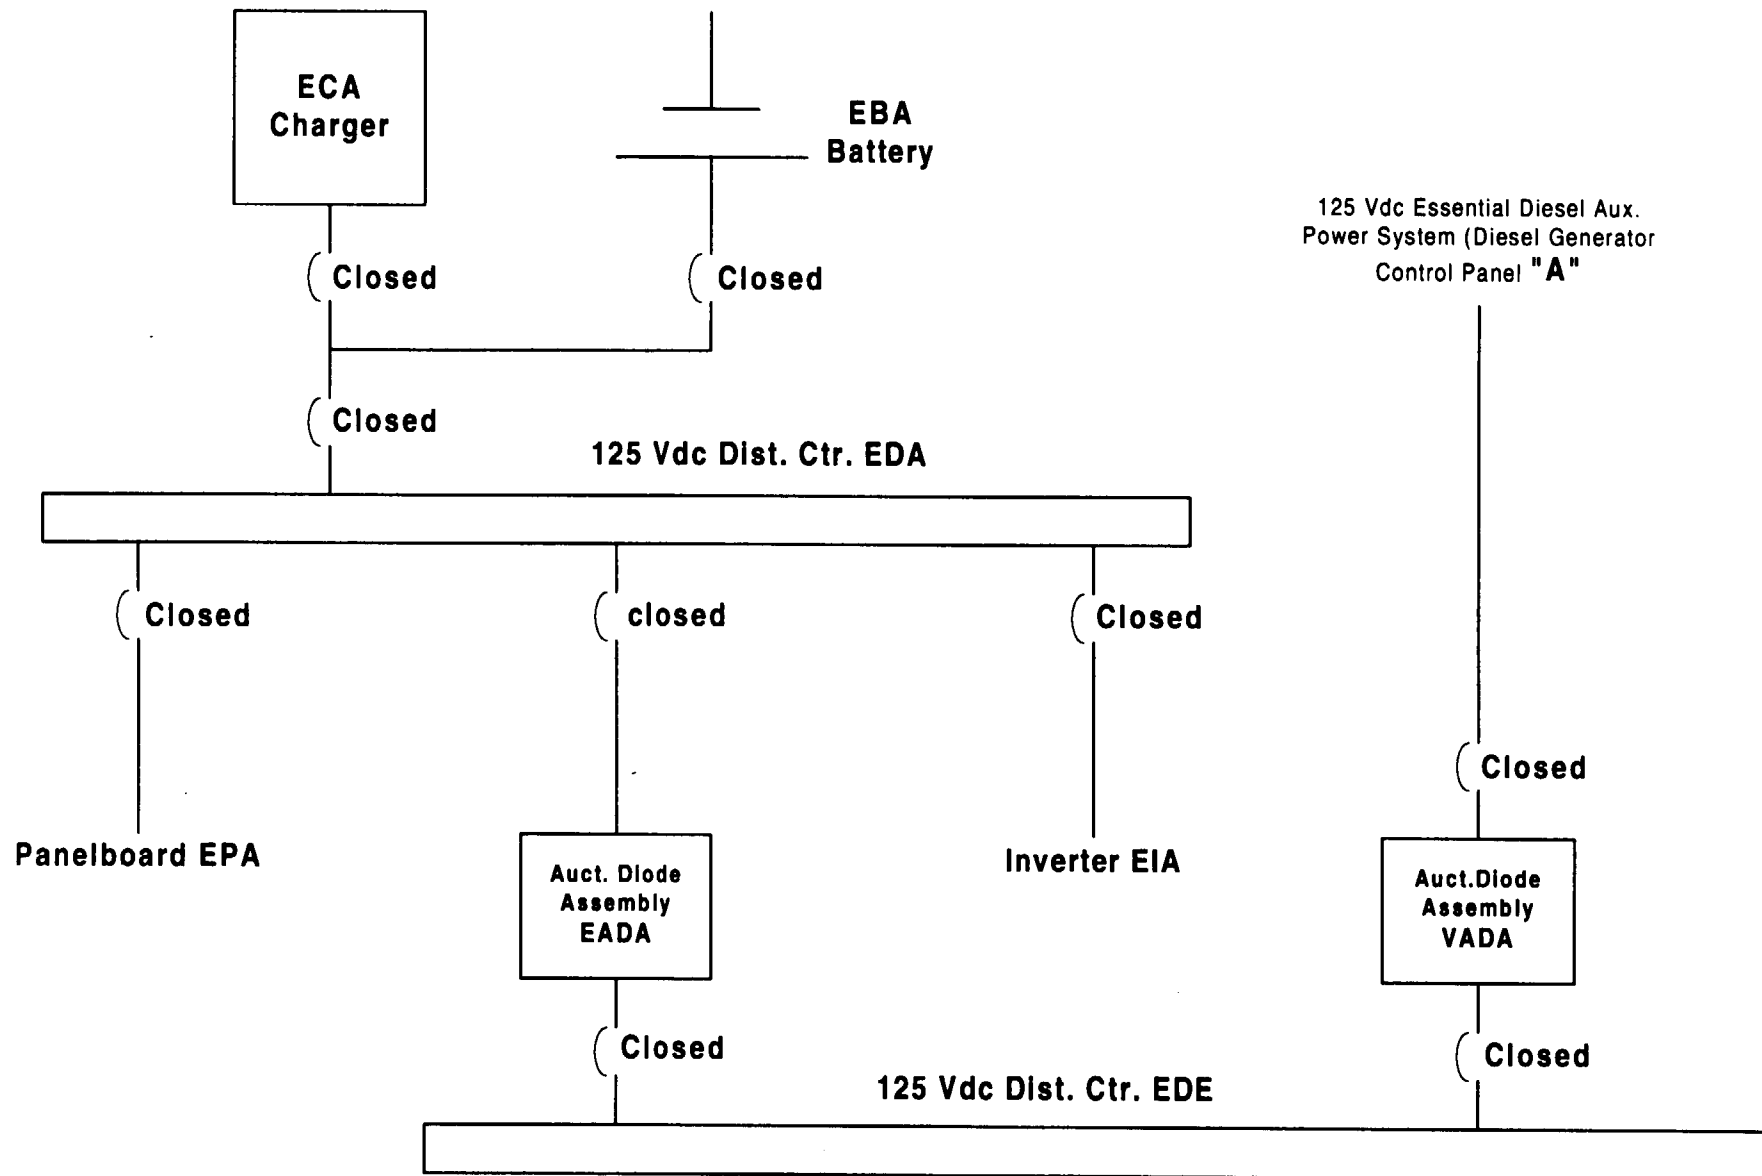 ECA
Charger
EBA
Battery
125 Vdc Essential Diesel Aux.
Power System (Diesel Generator
Control Panel "A"
Closed
Closed
Closed
125 Vdc Dist. Ctr. EDA
Closed
closed
Closed
Closed
Panelboard EPA
Auct. Diode
Assembly
EADA
Inverter EIA
Auct.Diode
Assembly
VADA
Closed
Closed
125 Vdc Dist. Ctr. EDE